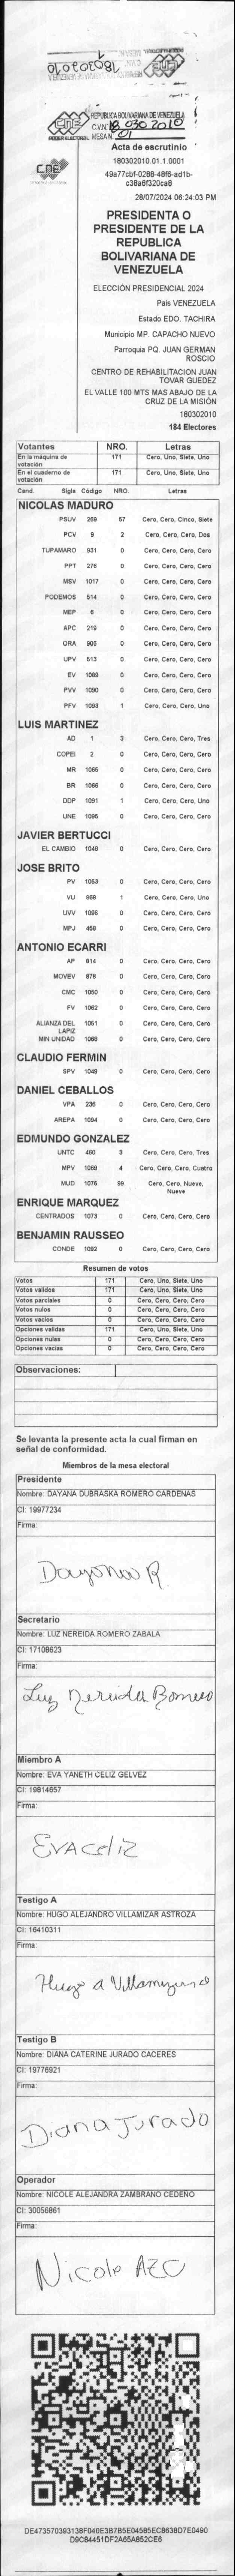 CNE
REPUBLICA BOLIVARIANA DE VENEZUELA
C.V.N. 18 030 2010
PODER ELECTORAL MESA Nº 01
Acta de escrutinio
180302010.01.1.0001
49a77cbf-0288-48f6-ad1b-
c38a6f320ca8
28/07/2024 06:24:03 PM
PRESIDENTA O
PRESIDENTE DE LA
REPUBLICA
BOLIVARIANA DE
VENEZUELA
ELECCIÓN PRESIDENCIAL 2024
País VENEZUELA
Estado EDO. TACHIRA
Municipio MP. CAPACHO NUEVO
Parroquia PQ. JUAN GERMAN
ROSCIO
CENTRO DE REHABILITACION JUAN
TOVAR GUEDEZ
EL VALLE 100 MTS MAS ABAJO DE LA
CRUZ DE LA MISIÓN
180302010
184 Electores
Votantes NRO. Letras
En la máquina de votación 171 Cero, Uno, Siete, Uno
En el cuaderno de votación 171 Cero, Uno, Siete, Uno
Cand. Sigla Código NRO. Letras
NICOLAS MADURO
PSUV 269 57 Cero, Cero, Cinco, Siete
PCV 9 2 Cero, Cero, Cero, Dos
TUPAMARO 931 0 Cero, Cero, Cero, Cero
PPT 276 0 Cero, Cero, Cero, Cero
MSV 1017 0 Cero, Cero, Cero, Cero
PODEMOS 514 0 Cero, Cero, Cero, Cero
MEP 6 0 Cero, Cero, Cero, Cero
APC 219 0 Cero, Cero, Cero, Cero
ORA 906 0 Cero, Cero, Cero, Cero
UPV 613 0 Cero, Cero, Cero, Cero
EV 1089 0 Cero, Cero, Cero, Cero
PVV 1090 0 Cero, Cero, Cero, Cero
PFV 1093 1 Cero, Cero, Cero, Uno
LUIS MARTINEZ
AD 1 3 Cero, Cero, Cero, Tres
COPEI 2 0 Cero, Cero, Cero, Cero
MR 1065 0 Cero, Cero, Cero, Cero
BR 1066 0 Cero, Cero, Cero, Cero
DDP 1091 1 Cero, Cero, Cero, Uno
UNE 1095 0 Cero, Cero, Cero, Cero
JAVIER BERTUCCI
EL CAMBIO 1048 0 Cero, Cero, Cero, Cero
JOSE BRITO
PV 1053 0 Cero, Cero, Cero, Cero
VU 868 1 Cero, Cero, Cero, Uno
UVV 1096 0 Cero, Cero, Cero, Cero
MPJ 458 0 Cero, Cero, Cero, Cero
ANTONIO ECARRI
AP 914 0 Cero, Cero, Cero, Cero
MOVEV 878 0 Cero, Cero, Cero, Cero
CMC 1050 0 Cero, Cero, Cero, Cero
FV 1062 0 Cero, Cero, Cero, Cero
ALIANZA DEL LAPIZ 1051 0 Cero, Cero, Cero, Cero
MIN UNIDAD 1068 0 Cero, Cero, Cero, Cero
CLAUDIO FERMIN
SPV 1049 0 Cero, Cero, Cero, Cero
DANIEL CEBALLOS
VPA 236 0 Cero, Cero, Cero, Cero
AREPA 1094 0 Cero, Cero, Cero, Cero
EDMUNDO GONZALEZ
UNTC 460 3 Cero, Cero, Cero, Tres
MPV 1069 4 Cero, Cero, Cero, Cuatro
MUD 1075 99 Cero, Cero, Nueve, Nueve
ENRIQUE MARQUEZ
CENTRADOS 1073 0 Cero, Cero, Cero, Cero
BENJAMIN RAUSSEO
CONDE 1092 0 Cero, Cero, Cero, Cero
Resumen de votos
Votos 171 Cero, Uno, Siete, Uno
Votos validos 171 Cero, Uno, Siete, Uno
Votos parciales 0 Cero, Cero, Cero, Cero
Votos nulos 0 Cero, Cero, Cero, Cero
Votos vacios 0 Cero, Cero, Cero, Cero
Opciones validas 171 Cero, Uno, Siete, Uno
Opciones nulas 0 Cero, Cero, Cero, Cero
Opciones vacias 0 Cero, Cero, Cero, Cero
Observaciones:
Se levanta la presente acta la cual firman en
señal de conformidad.
Miembros de la mesa electoral
Presidente
Nombre: DAYANA DUBRASKA ROMERO CARDENAS
CI: 19977234
Firma:
Dayana R
Secretario
Nombre: LUZ NEREIDA ROMERO ZABALA
CI: 17108623
Firma:
Luz Nereida Romero
Miembro A
Nombre: EVA YANETH CELIZ GELVEZ
CI: 19814657
Firma:
EVA celiz
Testigo A
Nombre: HUGO ALEJANDRO VILLAMIZAR ASTROZA
CI: 16410311
Firma:
Hugo a Villamizar
Testigo B
Nombre: DIANA CATERINE JURADO CACERES
CI: 19776921
Firma:
Diana Jurado
Operador
Nombre: NICOLE ALEJANDRA ZAMBRANO CEDEÑO
CI: 30056861
Firma:
Nicole AZC
DE473570393138F040E3B7B5E04585EC8638D7E0490
D9C84451DF2A65A852CE6